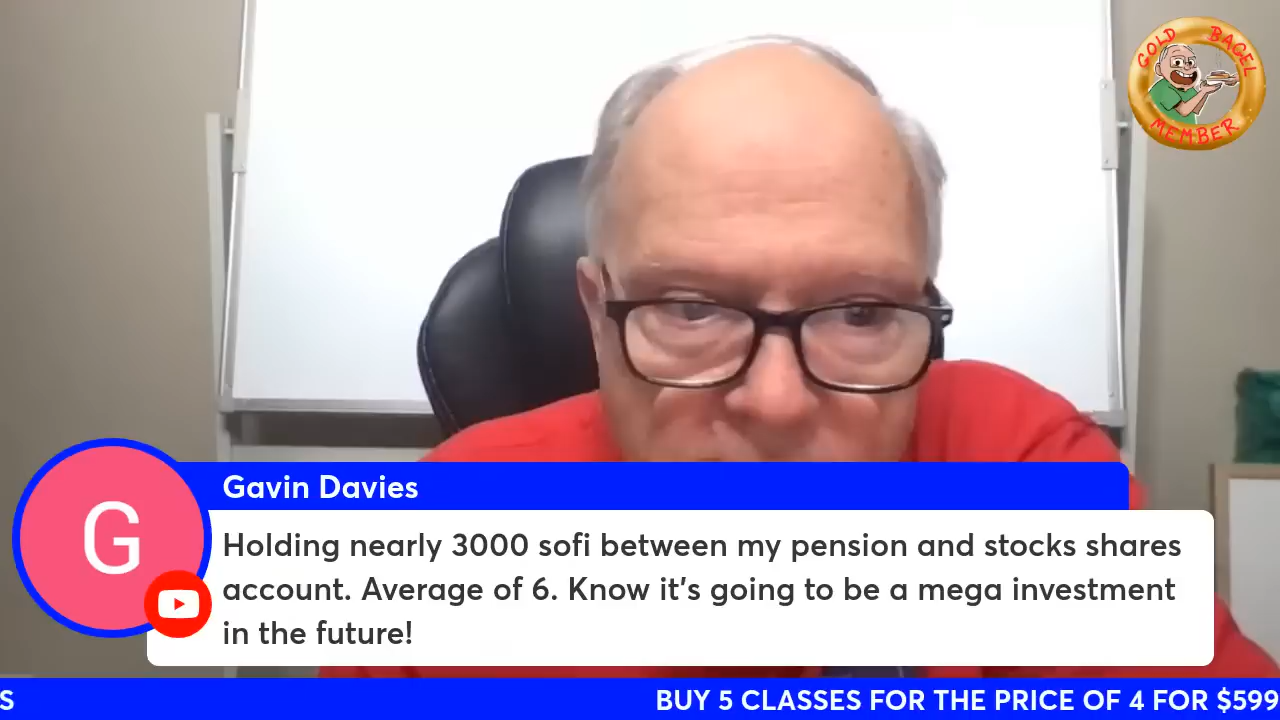 GOLD BAGEL
MEMBER
G
Gavin Davies
Holding nearly 3000 sofi between my pension and stocks shares
account. Average of 6. Know it's going to be a mega investment
in the future!
S
BUY 5 CLASSES FOR THE PRICE OF 4 FOR $599